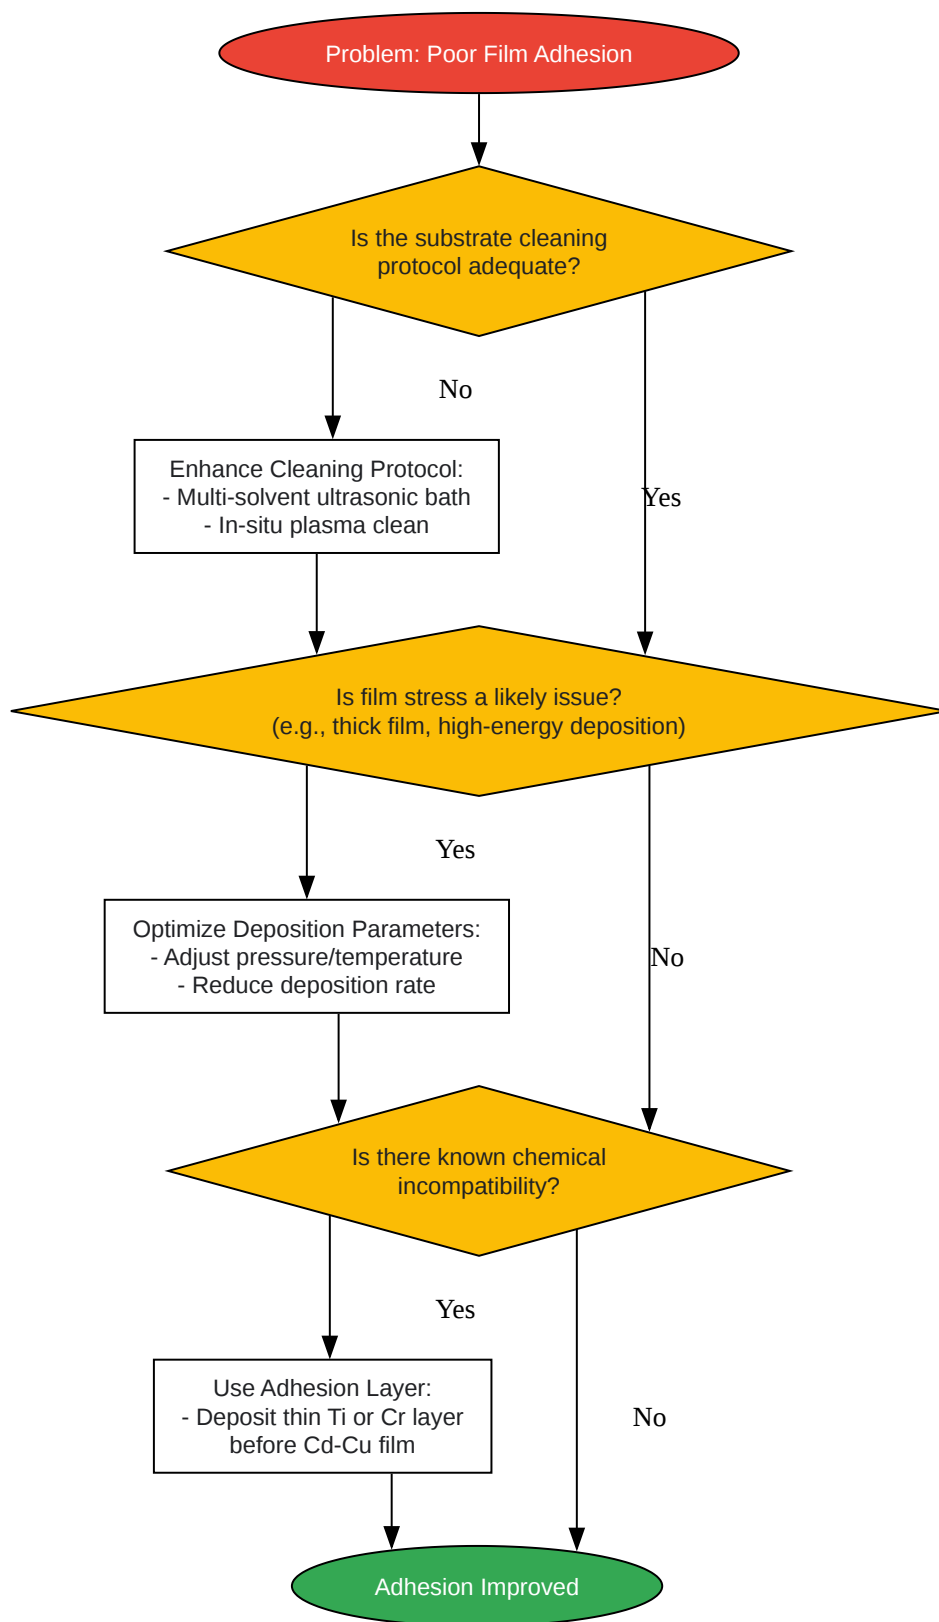 Problem: Poor Film Adhesion
Is the substrate cleaning
protocol adequate?
No
Enhance Cleaning Protocol:
- Multi-solvent ultrasonic bath
- In-situ plasma clean
Yes
Is film stress a likely issue?
(e.g., thick film, high-energy deposition)
Yes
Optimize Deposition Parameters:
- Adjust pressure/temperature
- Reduce deposition rate
No
Is there known chemical
incompatibility?
Yes
Use Adhesion Layer:
- Deposit thin Ti or Cr layer
before Cd-Cu film
No
Adhesion Improved